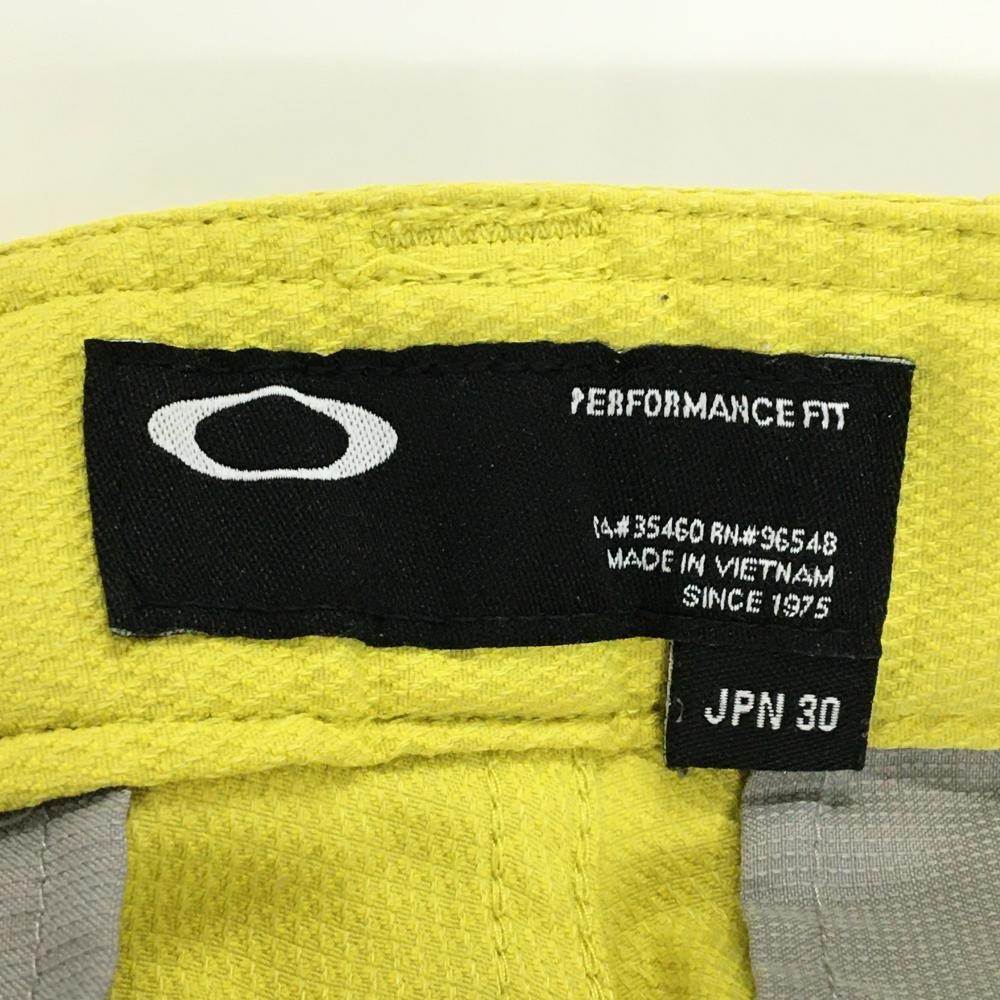 PERFORMANCE FIT
CA#35460 RN#96548
MADE IN VIETNAM
SINCE 1975
JPN 30